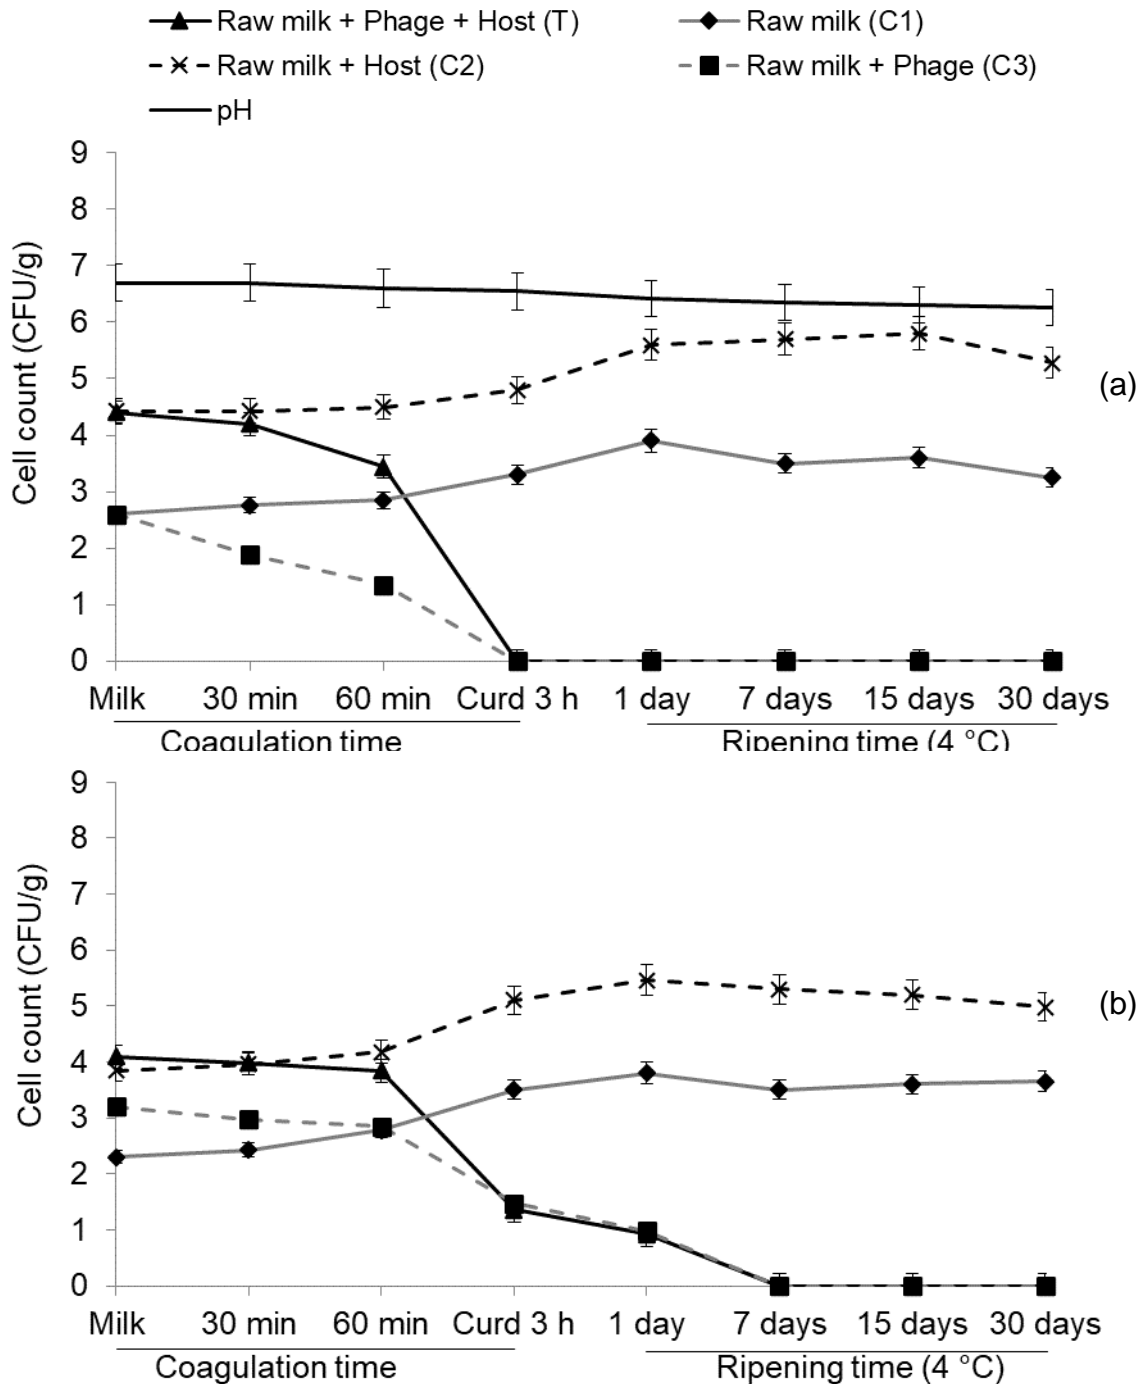 Raw milk + Phage + Host (T) Raw milk (C1)
Raw milk + Host (C2) Raw milk + Phage (C3)
pH
9
8
7
6
5
4
3
2
1
0
Cell count (CFU/g)
(a)
Milk 30 min 60 min Curd 3 h 1 day 7 days 15 days 30 days
Coagulation time Ripening time (4 °C)
9
8
7
6
5
4
3
2
1
0
Cell count (CFU/g)
(b)
Milk 30 min 60 min Curd 3 h 1 day 7 days 15 days 30 days
Coagulation time Ripening time (4 °C)